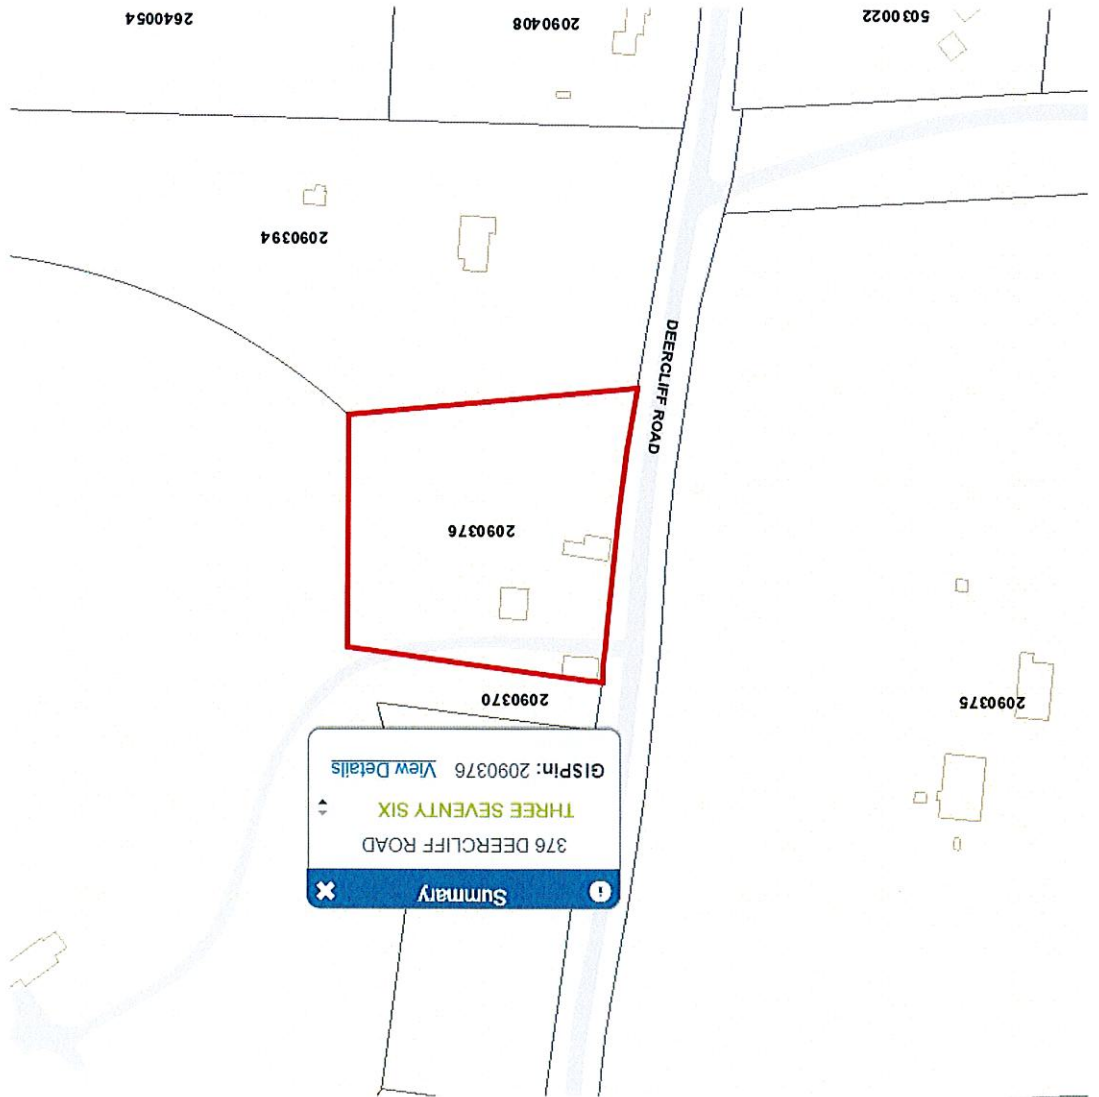 Summary
376 DEERCLIFF ROAD
THREE SEVENTY SIX
GISPin: 2090376 View Details
2090375
2090370
2090376
DEERCLIFF ROAD
2090394
5030022
2090408
2640054